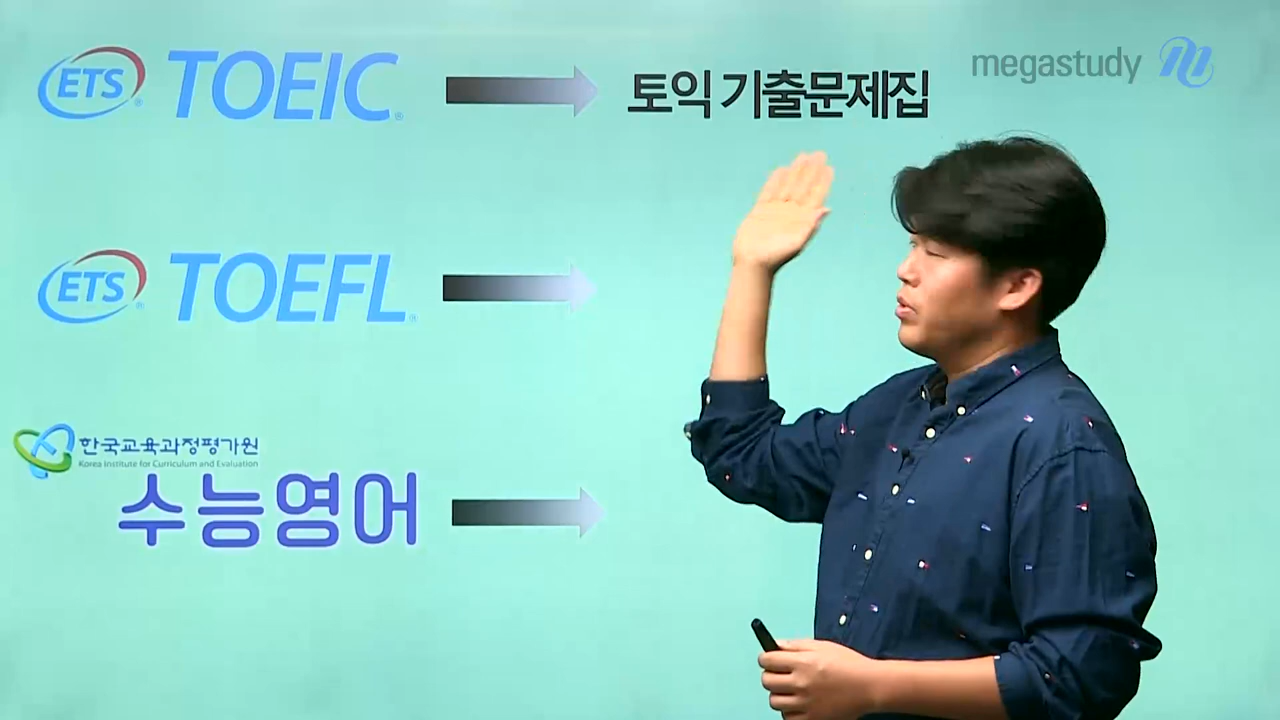 ETS® TOEIC®
토익 기출문제집
megastudy
ETS® TOEFL®
한국교육과정평가원
Korea Institute for Curriculum and Evaluation
수능영어